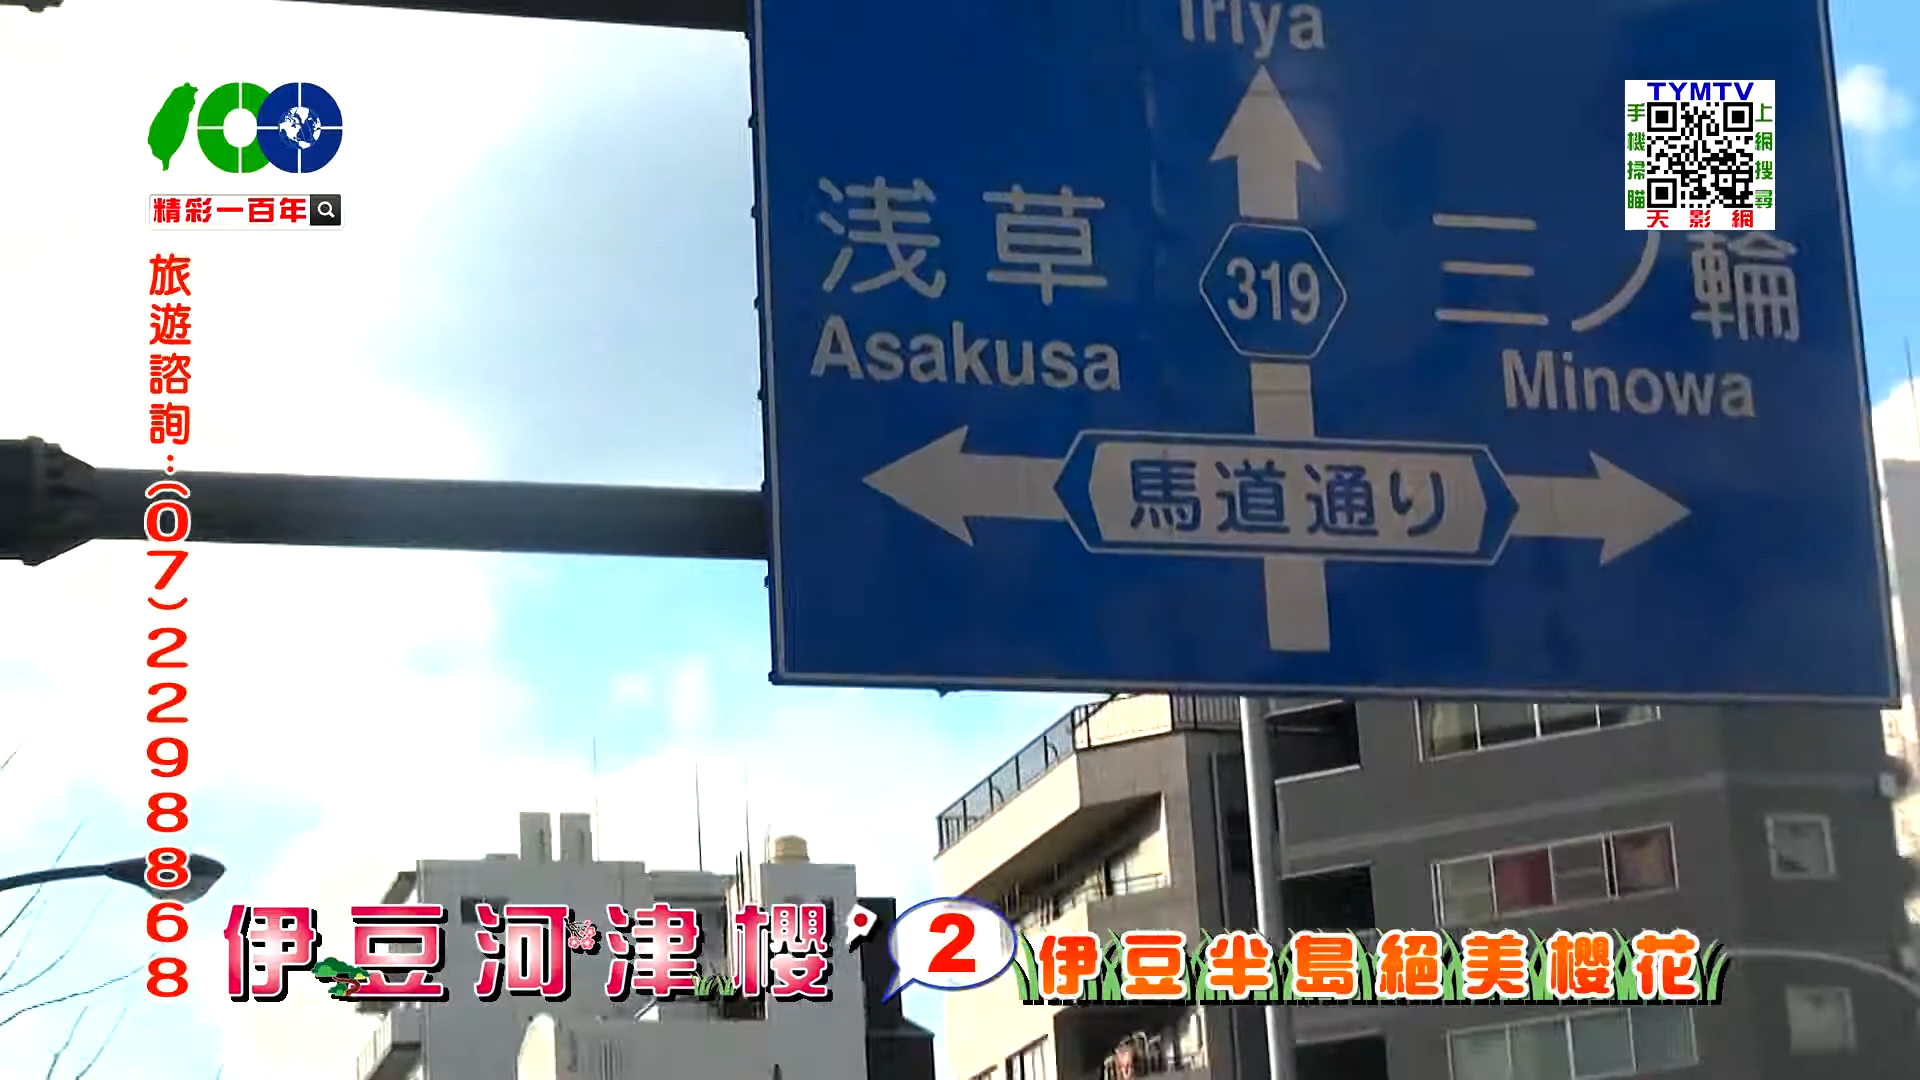 Iriya
浅草
Asakusa
319
三ノ輪
Minowa
馬道通り
100
精彩一百年
旅遊諮詢:(07)2298868
TYMTV
手機掃瞄
上網搜尋
天影網
伊豆河津櫻
2
伊豆半島絕美櫻花